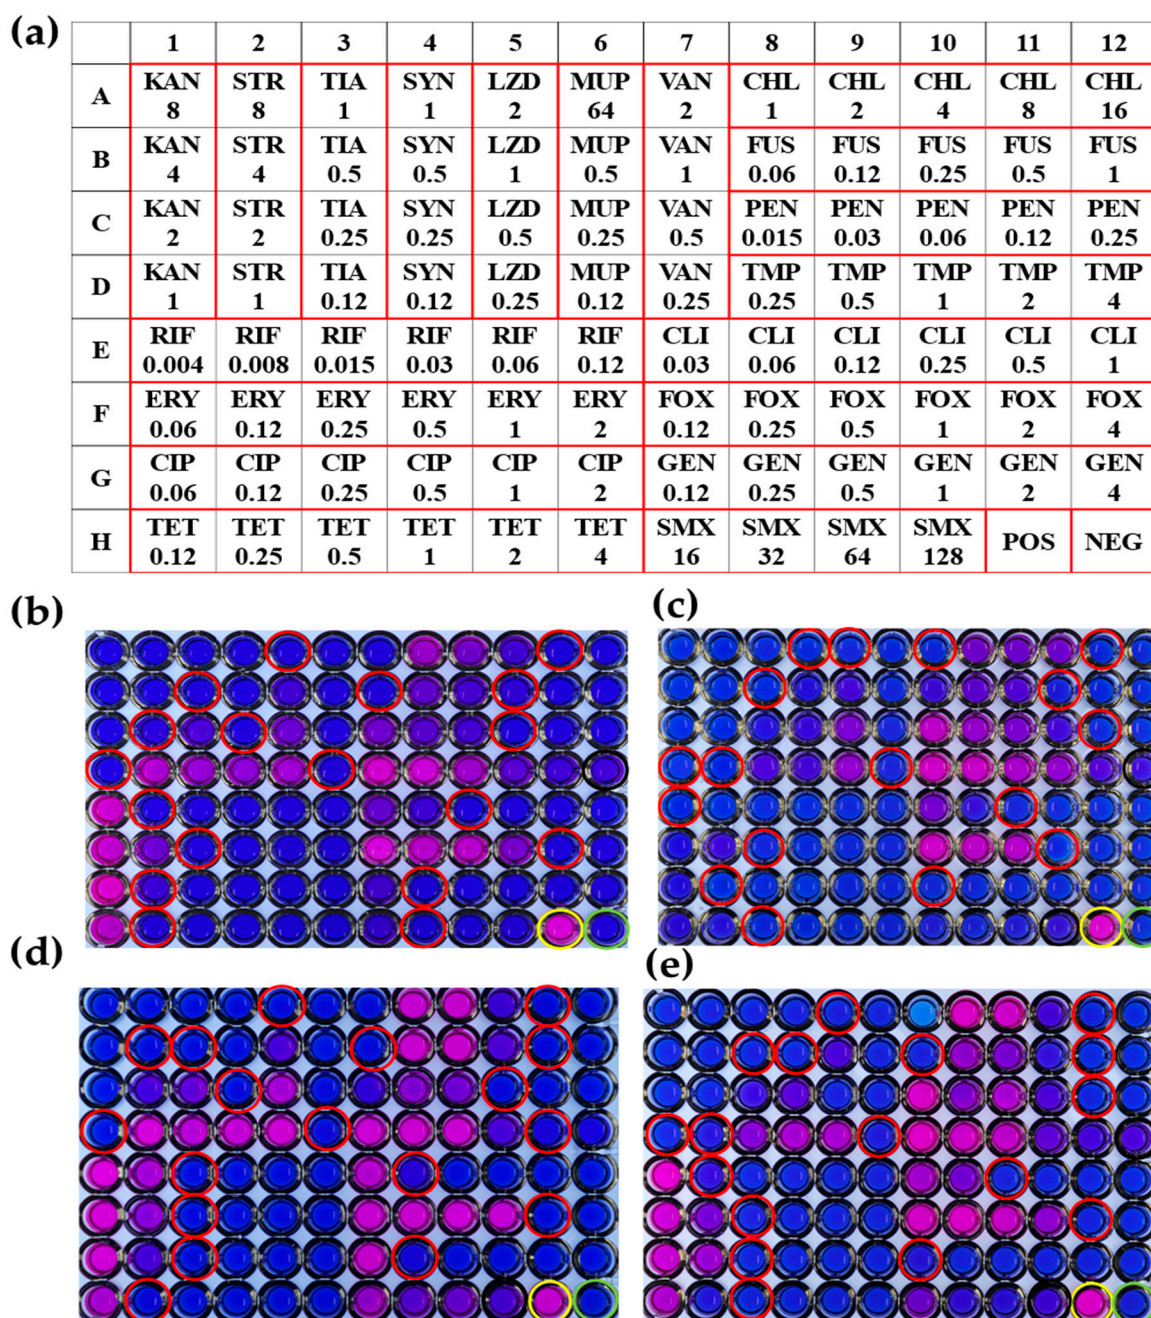 (a)
1 2 3 4 5 6 7 8 9 10 11 12
A KAN STR TIA SYN LZD MUP VAN CHL CHL CHL CHL CHL
8 8 1 1 2 64 2 1 2 4 8 16
B KAN STR TIA SYN LZD MUP VAN FUS FUS FUS FUS FUS
4 4 0.5 0.5 1 0.5 1 0.06 0.12 0.25 0.5 1
C KAN STR TIA SYN LZD MUP VAN PEN PEN PEN PEN PEN
2 2 0.25 0.25 0.5 0.25 0.5 0.015 0.03 0.06 0.12 0.25
D KAN STR TIA SYN LZD MUP VAN TMP TMP TMP TMP TMP
1 1 0.12 0.12 0.25 0.12 0.25 0.25 0.5 1 2 4
E RIF RIF RIF RIF RIF RIF CLI CLI CLI CLI CLI CLI
0.004 0.008 0.015 0.03 0.06 0.12 0.03 0.06 0.12 0.25 0.5 1
F ERY ERY ERY ERY ERY ERY FOX FOX FOX FOX FOX FOX
0.06 0.12 0.25 0.5 1 2 0.12 0.25 0.5 1 2 4
G CIP CIP CIP CIP CIP CIP GEN GEN GEN GEN GEN GEN
0.06 0.12 0.25 0.5 1 2 0.12 0.25 0.5 1 2 4
H TET TET TET TET TET TET SMX SMX SMX SMX POS NEG
0.12 0.25 0.5 1 2 4 16 32 64 128
(b)
(c)
(d)
(e)